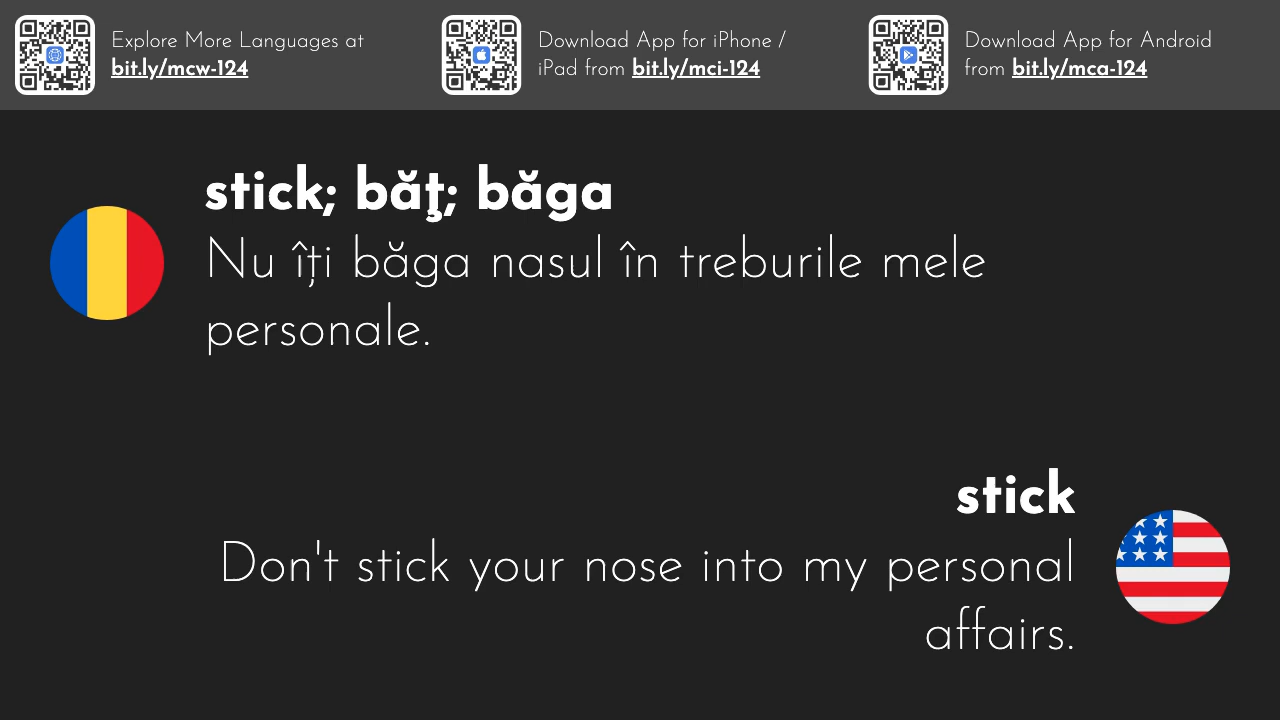 Explore More Languages at
bit.ly/mcw-124
Download App for iPhone /
iPad from bit.ly/mci-124
Download App for Android
from bit.ly/mca-124
stick; băţ; băga
Nu îți băga nasul în treburile mele
personale.
stick
Don't stick your nose into my personal
affairs.